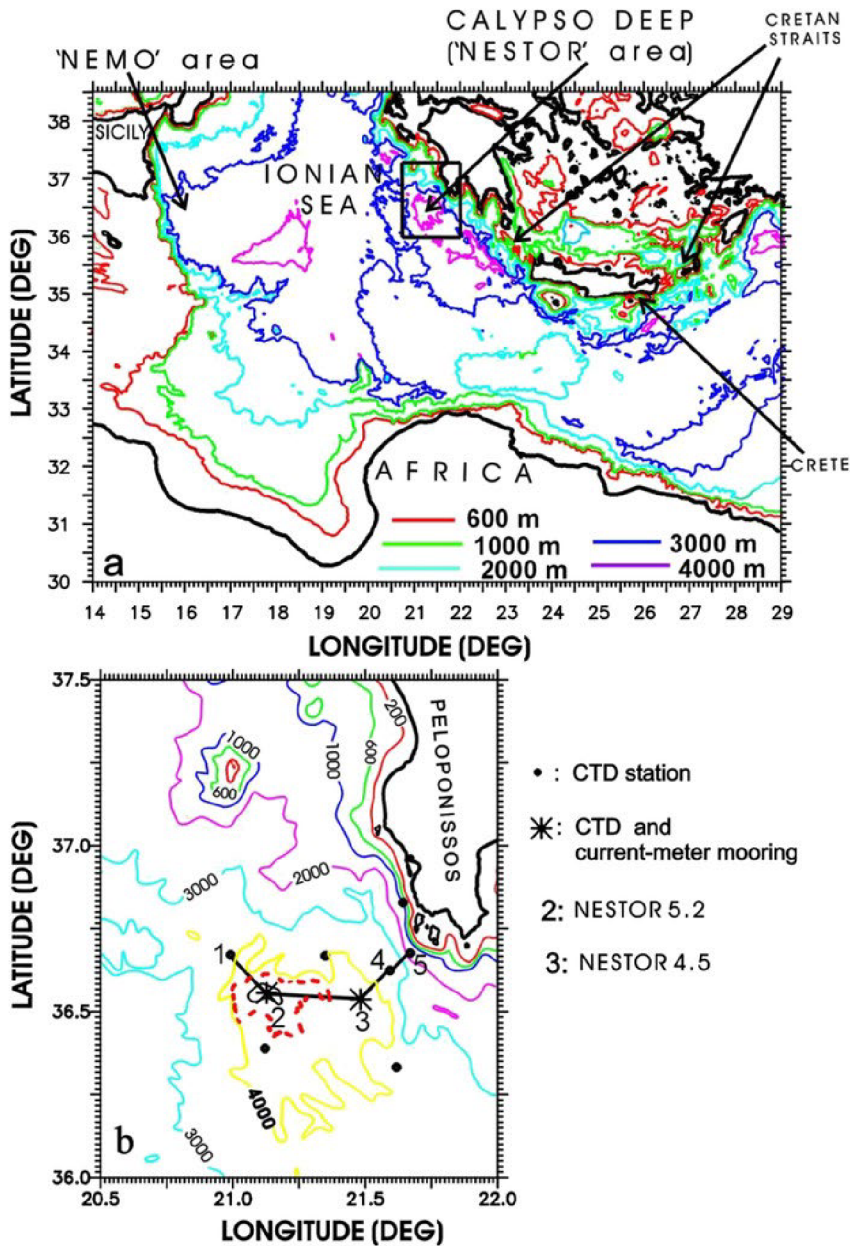 'NEMO' area
CALYPSO DEEP
('NESTOR' area)
CRETAN
STRAITS
SICILY
IONIAN
SEA
AFRICA
CRETE
600 m
1000 m
2000 m
3000 m
4000 m
a
LATITUDE (DEG)
38
37
36
35
34
33
32
31
30
14 15 16 17 18 19 20 21 22 23 24 25 26 27 28 29
LONGITUDE (DEG)
37.5
37.0
36.5
36.0
LATITUDE (DEG)
1000
600
1000
600
200
PELOPONISSOS
3000
2000
2000
1
2
3
4
5
4000
3000
b
20.5 21.0 21.5 22.0
LONGITUDE (DEG)
• : CTD station
✳: CTD and
current-meter mooring
2: NESTOR 5.2
3: NESTOR 4.5